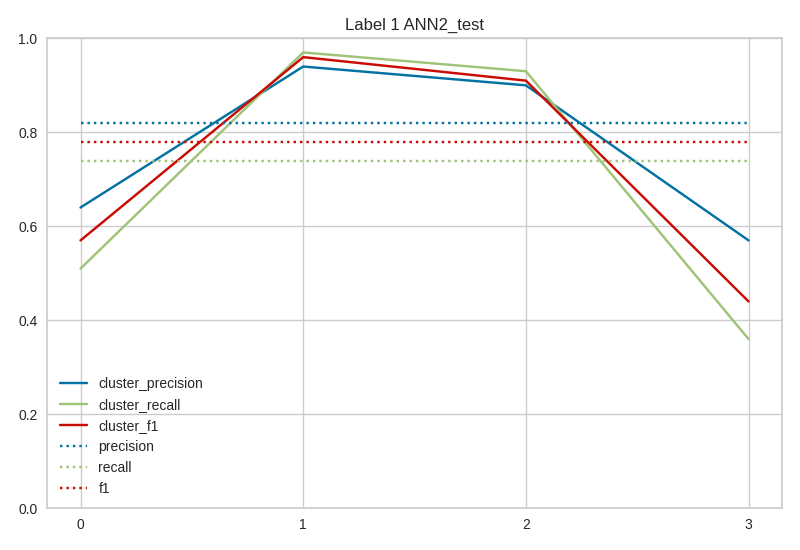 Label 1 ANN2_test
1.0
0.8
0.6
0.4
0.2
0.0
cluster_precision
cluster_recall
cluster_f1
precision
recall
f1
0 1 2 3